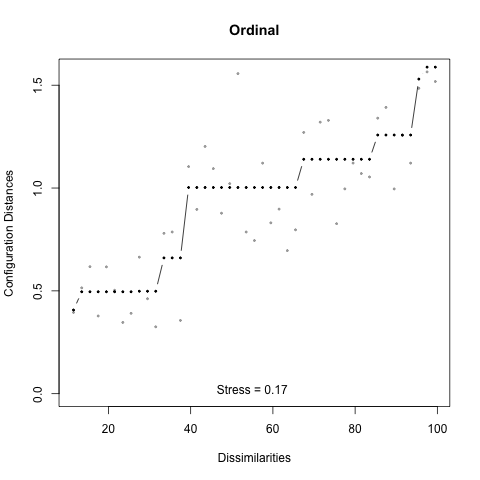 Ordinal
Configuration Distances
1.5
1.0
0.5
0.0
Stress = 0.17
20 40 60 80 100
Dissimilarities